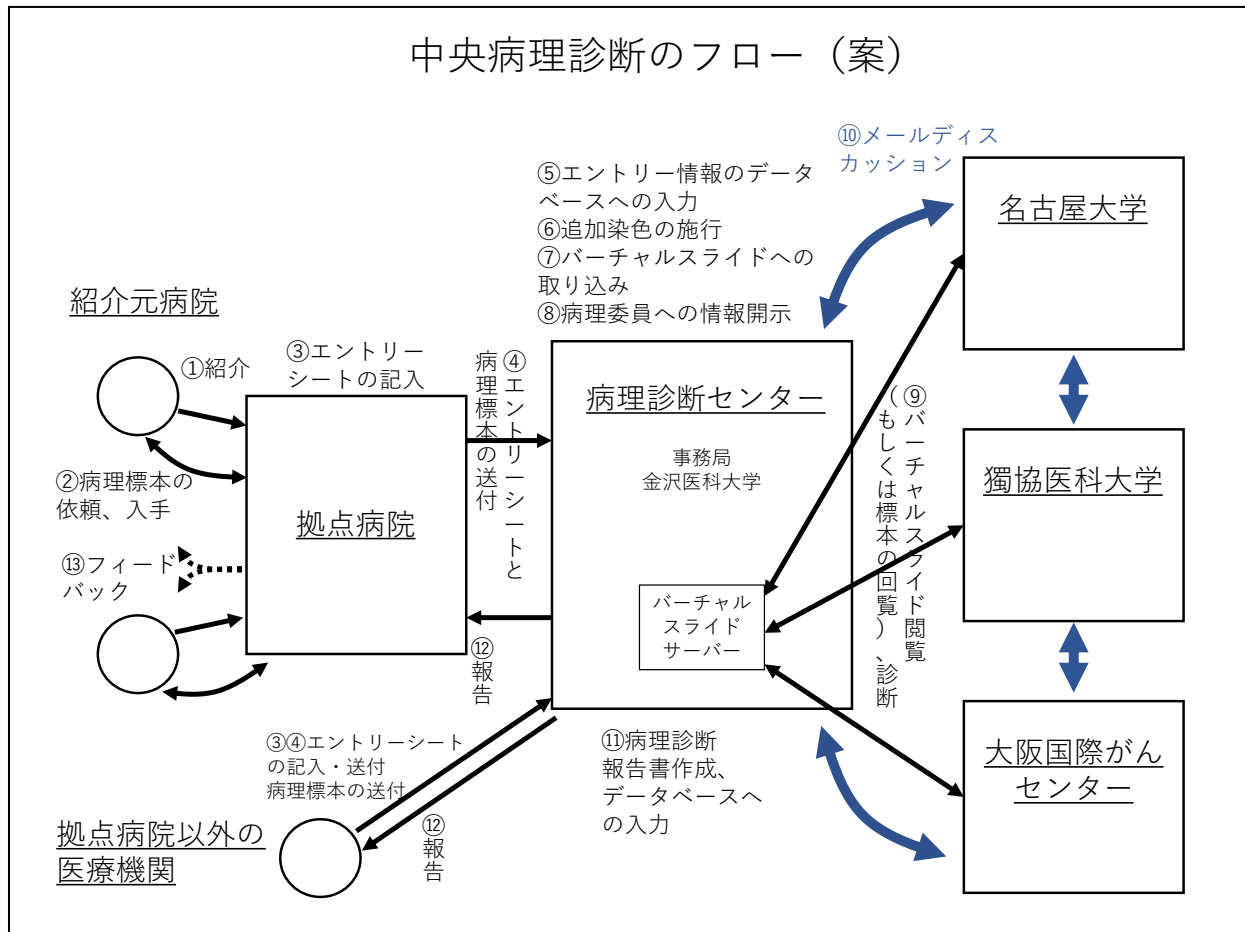 中央病理診断のフロー（案）
⑩メールディス
カッション
⑤エントリー情報のデータ
ベースへの入力
⑥追加染色の施行
⑦バーチャルスライドへの
取り込み
⑧病理委員への情報開示
名古屋大学
紹介元病院
①紹介
③エントリー
シートの記入
④エントリーシートと
病理標本の送付
病理診断センター
事務局
金沢医科大学
⑨バーチャルスライド閲覧
（もしくは標本の回覧）、診断
獨協医科大学
②病理標本の
依頼、入手
拠点病院
⑬フィード
バック
バーチャル
スライド
サーバー
⑫報告
③④エントリーシート
の記入・送付
病理標本の送付
⑪病理診断
報告書作成、
データベースへ
の入力
大阪国際がん
センター
⑫報告
拠点病院以外の
医療機関